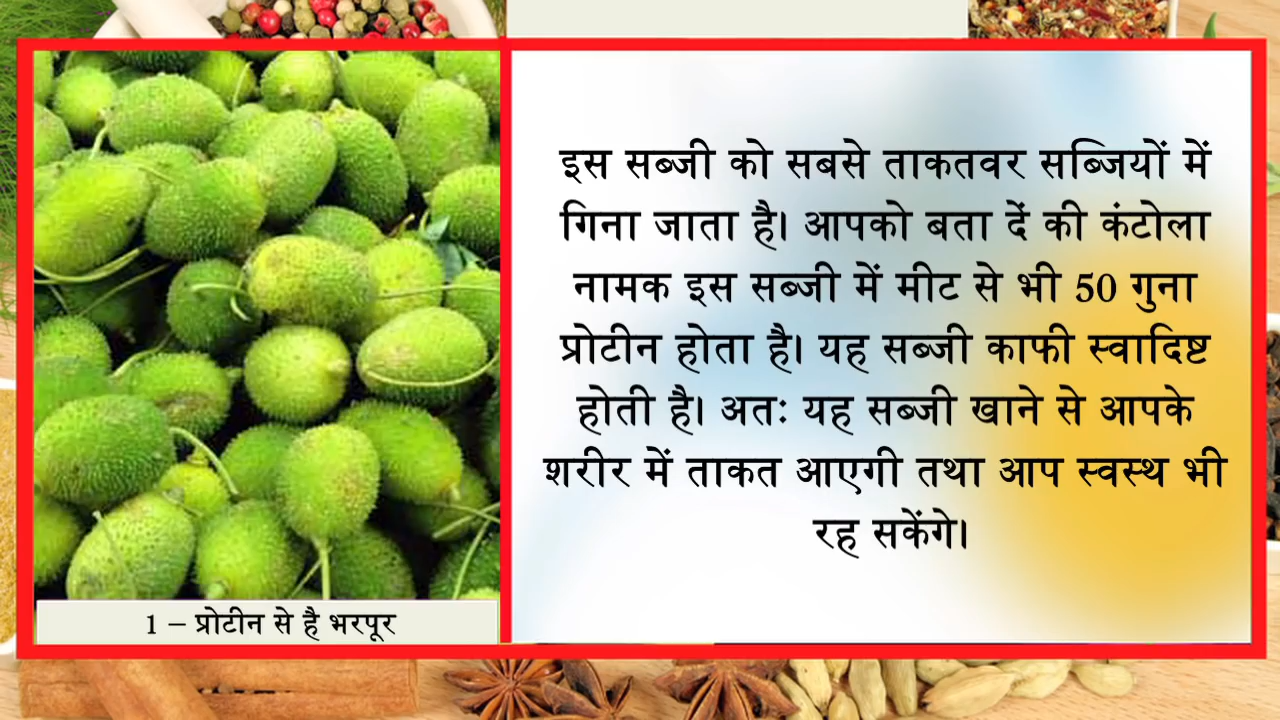 इस सब्जी को सबसे ताकतवर सब्जियों में
गिना जाता है। आपको बता दें की कंटोला
नामक इस सब्जी में मीट से भी 50 गुना
प्रोटीन होता है। यह सब्जी काफी स्वादिष्ट
होती है। अतः यह सब्जी खाने से आपके
शरीर में ताकत आएगी तथा आप स्वस्थ भी
रह सकेंगे।
1 – प्रोटीन से है भरपूर